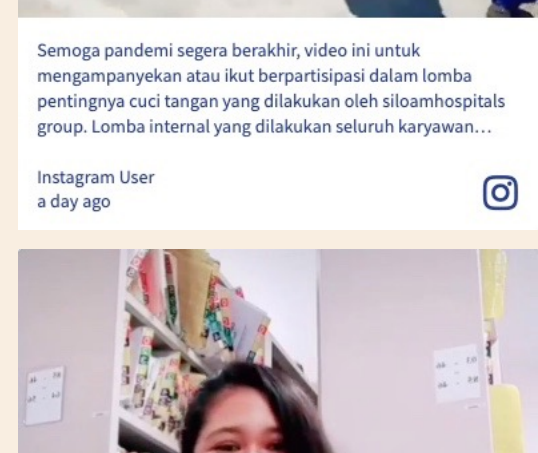 Semoga pandemi segera berakhir, video ini untuk
mengampanyekan atau ikut berpartisipasi dalam lomba
pentingnya cuci tangan yang dilakukan oleh siloamhospitals
group. Lomba internal yang dilakukan seluruh karyawan...
Instagram User
a day ago